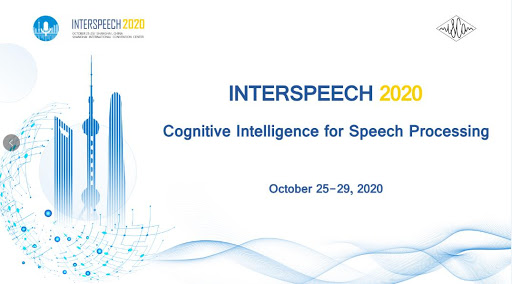 INTERSPEECH 2020
OCTOBER 25-29, SHANGHAI, CHINA
SHANGHAI INTERNATIONAL CONVENTION CENTER
INTERSPEECH 2020
Cognitive Intelligence for Speech Processing
October 25-29, 2020